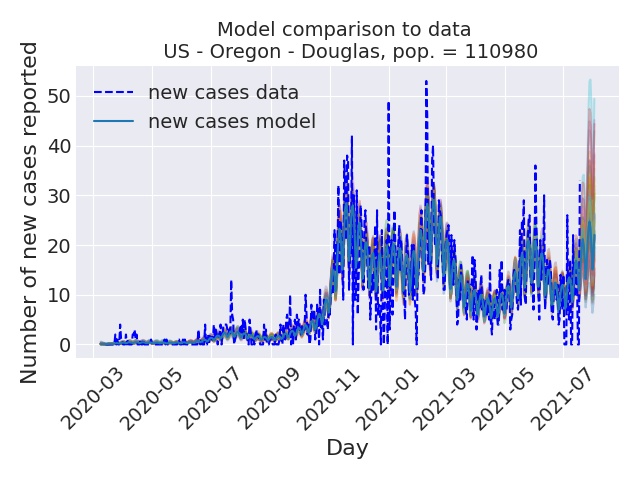 Model comparison to data
US - Oregon - Douglas, pop. = 110980
Number of new cases reported
50
40
30
20
10
0
new cases data
new cases model
2020-03
2020-05
2020-07
2020-09
2020-11
2021-01
2021-03
2021-05
2021-07
Day